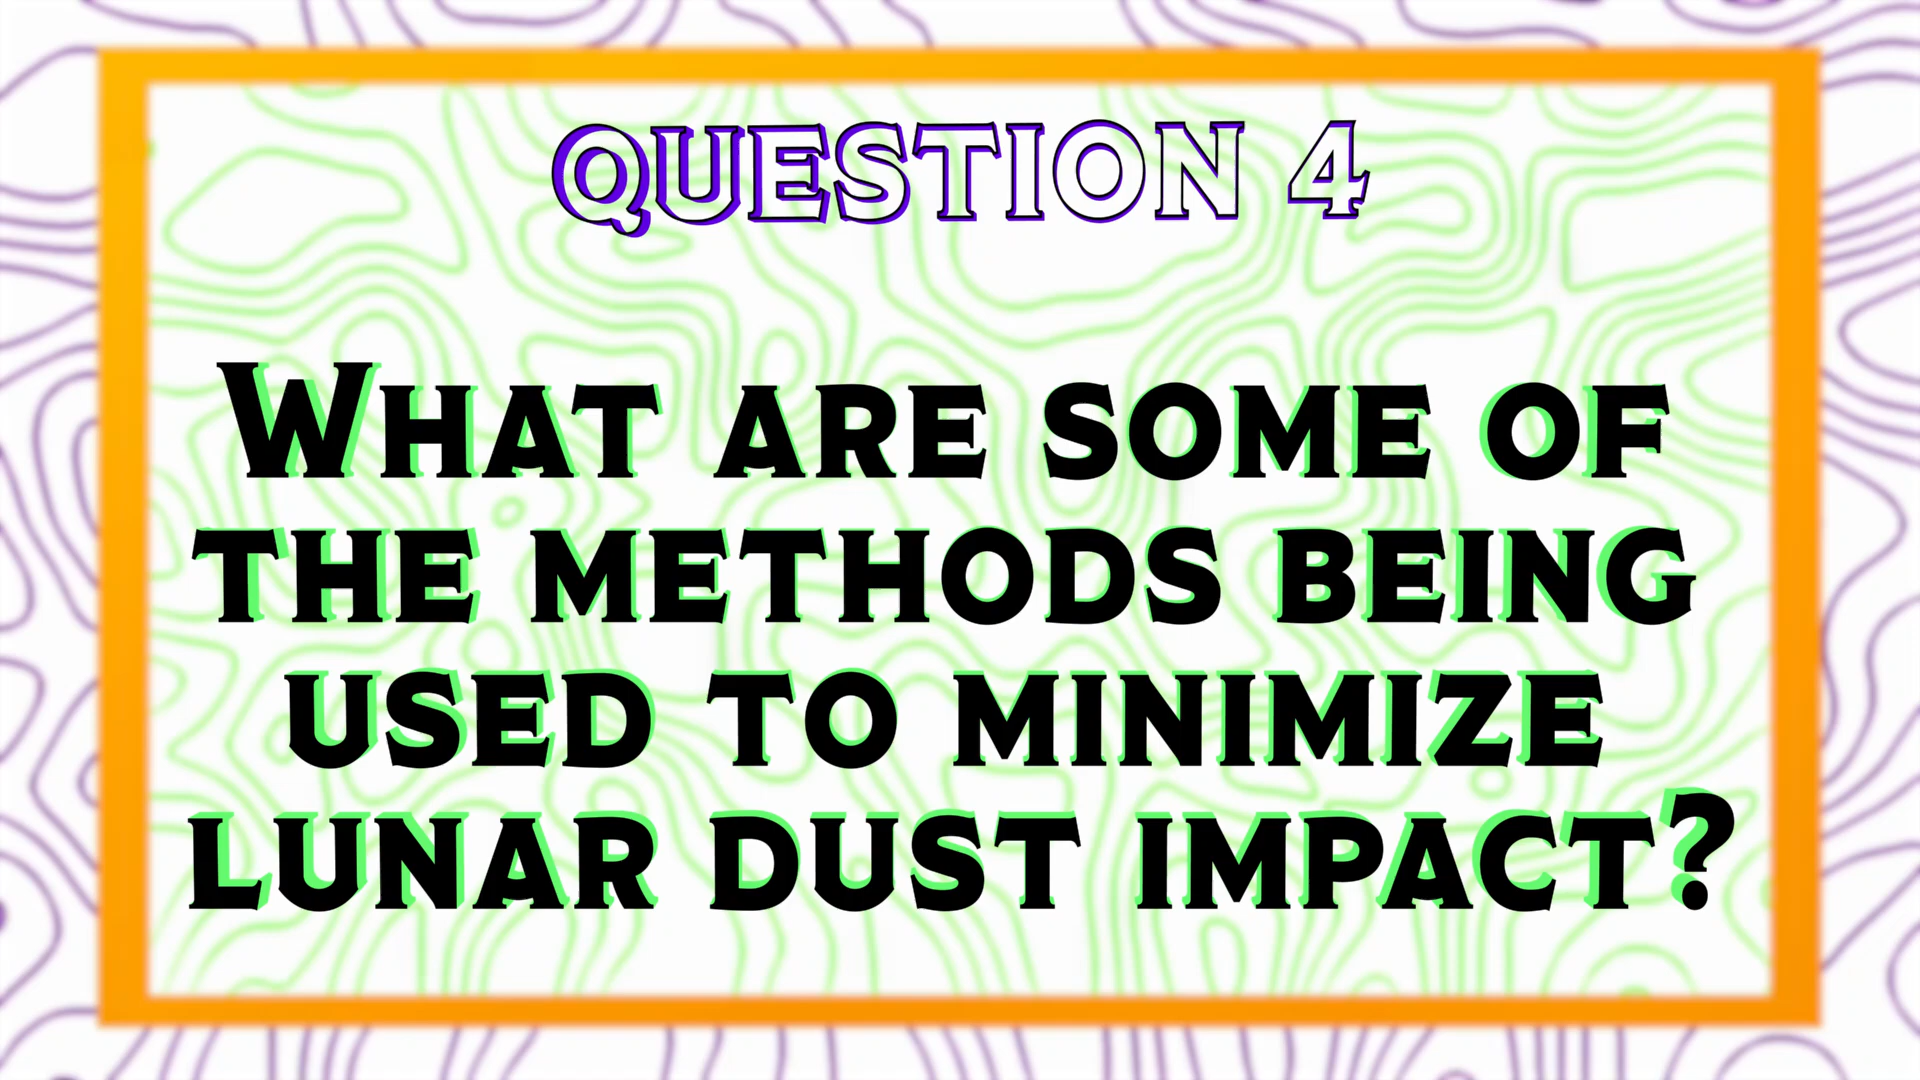 QUESTION 4
WHAT ARE SOME OF
THE METHODS BEING
USED TO MINIMIZE
LUNAR DUST IMPACT?